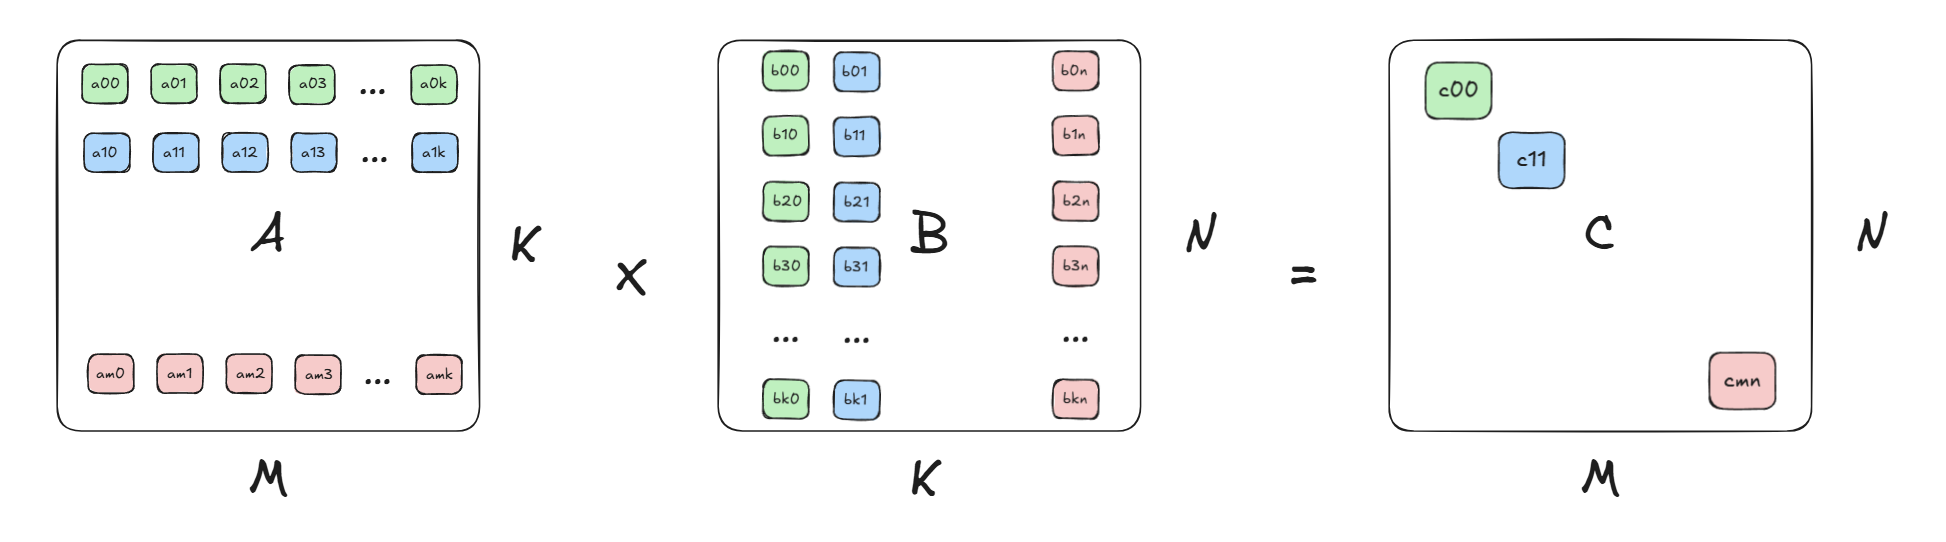 a00 a01 a02 a03 ... a0k
a10 a11 a12 a13 ... a1k
A
am0 am1 am2 am3 ... amk
K
M
x
b00 b01 b0n
b10 b11 b1n
b20 b21 b2n
B
b30 b31 b3n
... ... ...
bk0 bk1 bkn
N
K
=
c00
c11
C
cmn
N
M